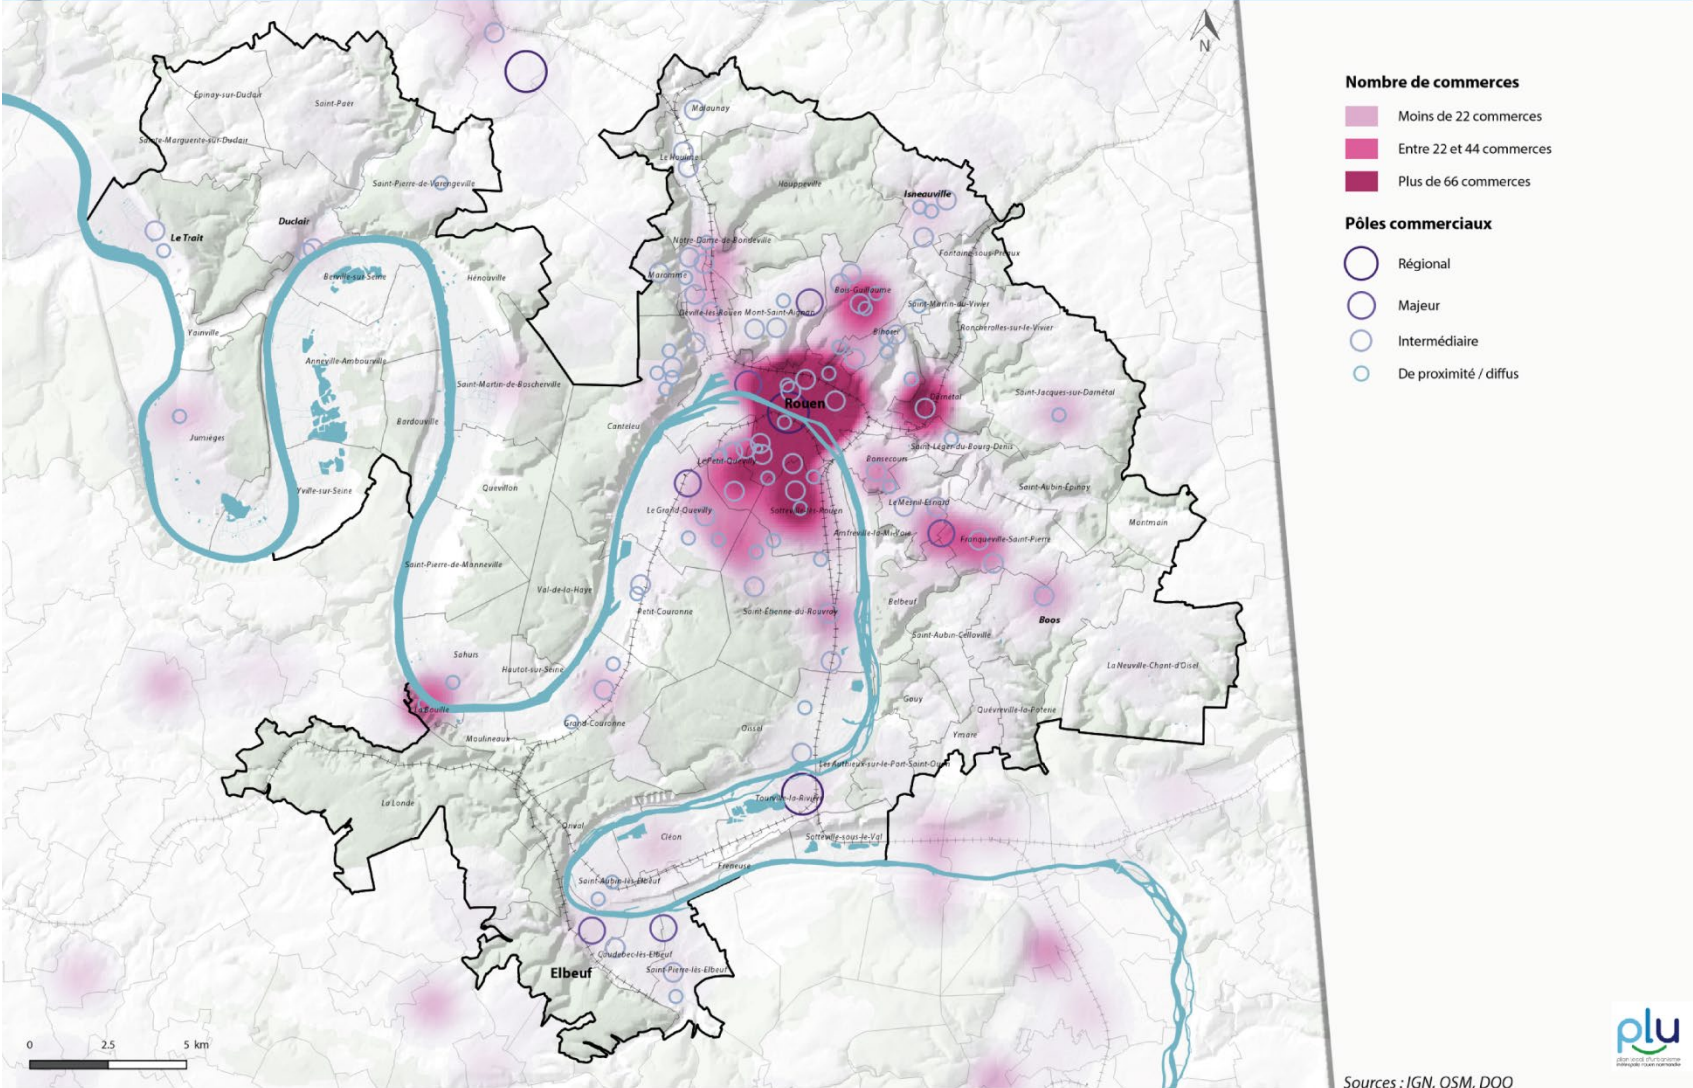 N
Nombre de commerces
Moins de 22 commerces
Entre 22 et 44 commerces
Plus de 66 commerces
Pôles commerciaux
Régional
Majeur
Intermédiaire
De proximité / diffus
Épinay-sur-Duclair
Saint-Paër
Sainte-Marguerite-sur-Duclair
Saint-Pierre-de-Varengeville
Duclair
Le Trait
Malaunay
Le Houlme
Houppeville
Isneauville
Notre-Dame-de-Bondeville
Fontaine-sous-Préaux
Maromme
Berville-sur-Seine
Hénouville
Bois-Guillaume
Saint-Martin-du-Vivier
Déville-lès-Rouen
Mont-Saint-Aignan
Bihorel
Roncherolles-sur-le-Vivier
Yainville
Anneville-Ambourville
Saint-Martin-de-Boscherville
Saint-Jacques-sur-Darnétal
Darnétal
Rouen
Bardouville
Canteleu
Jumièges
Saint-Léger-du-Bourg-Denis
Le Petit-Quevilly
Bonsecours
Quevillon
Saint-Aubin-Épinay
Yville-sur-Seine
Le Mesnil-Esnard
Le Grand-Quevilly
Sotteville-lès-Rouen
Montmain
Amfreville-la-Mi-Voie
Franqueville-Saint-Pierre
Saint-Pierre-de-Manneville
Val-de-la-Haye
Petit-Couronne
Saint-Étienne-du-Rouvray
Belbeuf
Boos
Saint-Aubin-Celloville
Sahurs
Hautot-sur-Seine
La Neuville-Chant-d'Oisel
La Bouille
Gouy
Quévreville-la-Poterie
Grand-Couronne
Oissel
Moulineaux
Ymare
Les Authieux-sur-le-Port-Saint-Ouen
La Londe
Tourville-la-Rivière
Orival
Cléon
Sotteville-sous-le-Val
Freneuse
Saint-Aubin-lès-Elbeuf
Caudebec-lès-Elbeuf
Elbeuf
Saint-Pierre-lès-Elbeuf
0 2.5 5 km
plu
plan local d'urbanisme
métropole rouen normandie
Sources : IGN, OSM, DOO